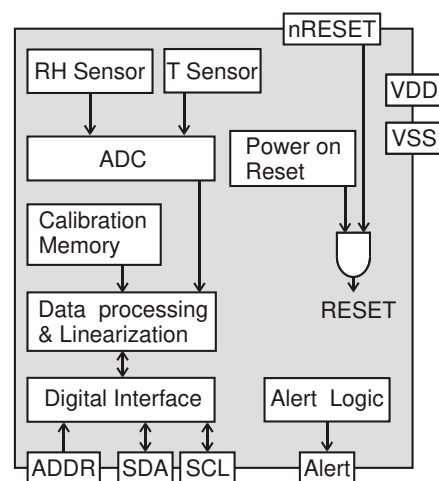 nRESET
RH Sensor
T Sensor
VDD
VSS
ADC
Power on
Reset
Calibration
Memory
RESET
Data processing
& Linearization
Digital Interface
Alert Logic
ADDR
SDA
SCL
Alert